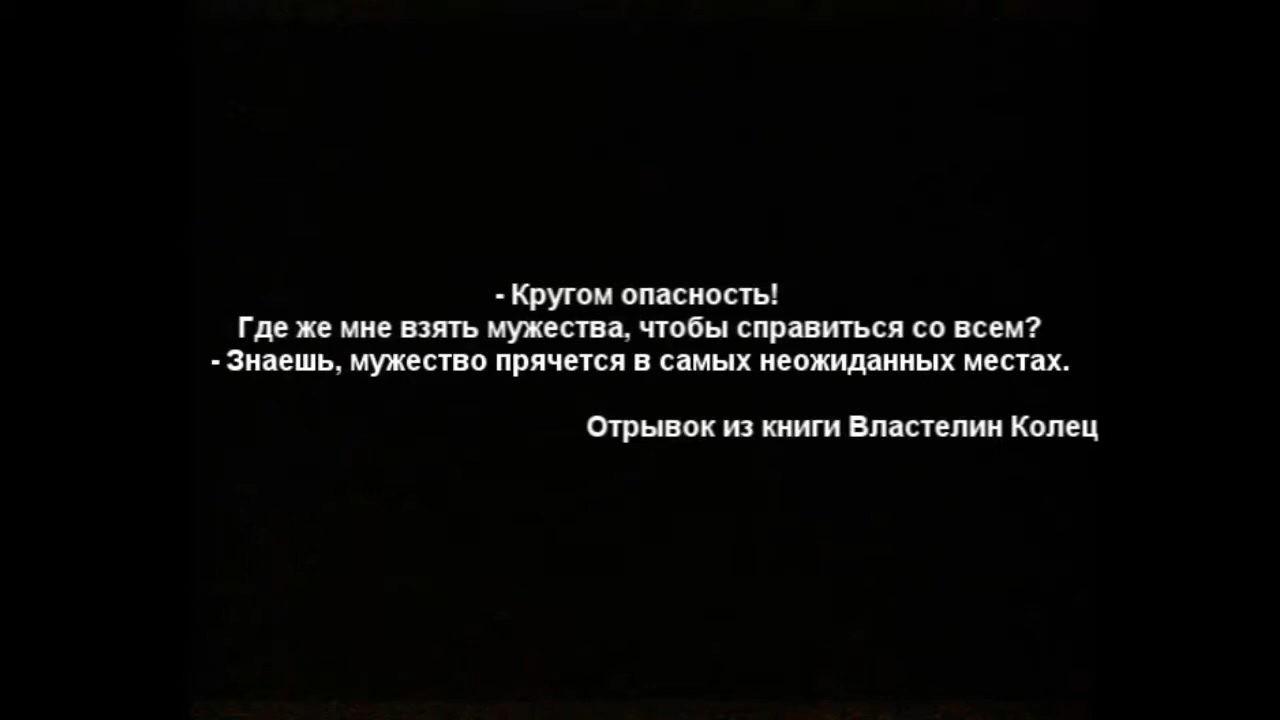 - Кругом опасность!
Где же мне взять мужества, чтобы справиться со всем?
- Знаешь, мужество прячется в самых неожиданных местах.
Отрывок из книги Властелин Колец